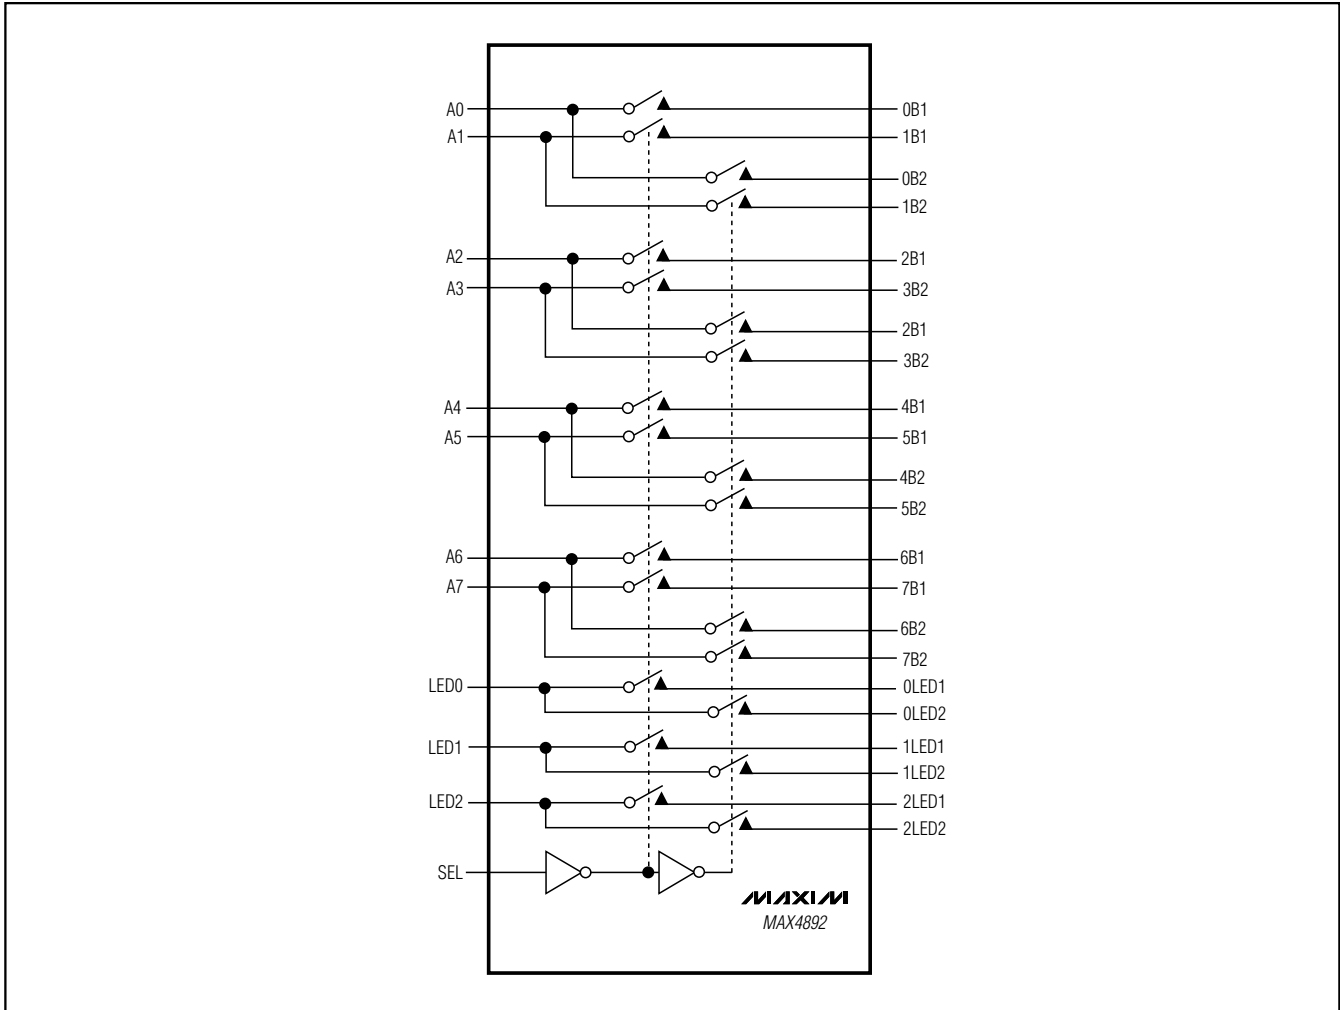 A0 0B1
A1 1B1
0B2
1B2
A2 2B1
A3 3B2
2B1
3B2
A4 4B1
A5 5B1
4B2
5B2
A6 6B1
A7 7B1
6B2
7B2
LED0 0LED1
0LED2
LED1 1LED1
1LED2
LED2 2LED1
2LED2
SEL
MAXIM
MAX4892